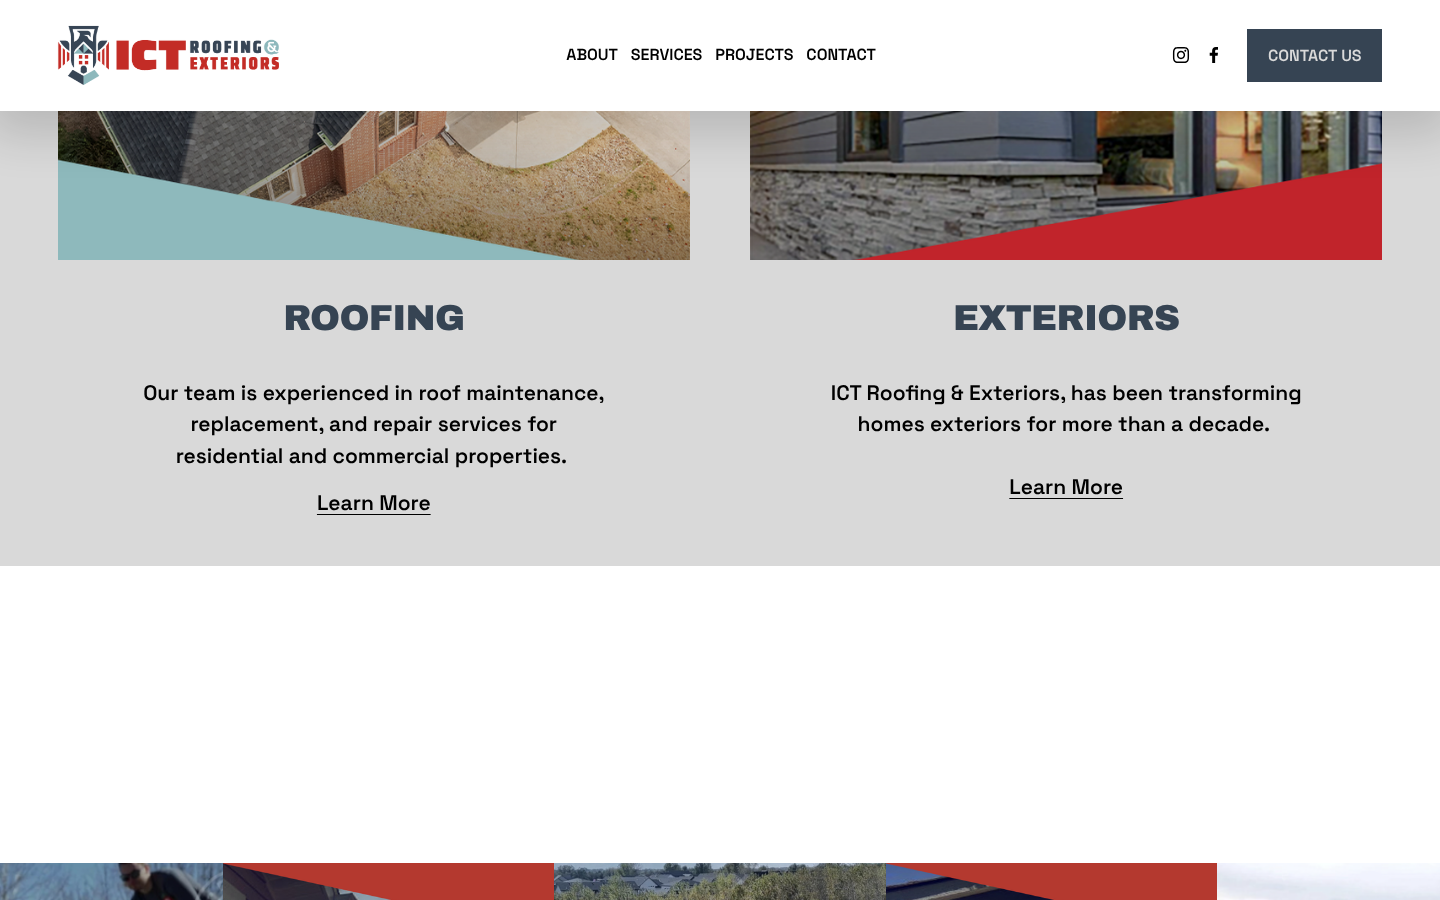 ICT ROOFING &
EXTERIORS
ABOUT SERVICES PROJECTS CONTACT
CONTACT US
ROOFING
Our team is experienced in roof maintenance,
replacement, and repair services for
residential and commercial properties.
Learn More
EXTERIORS
ICT Roofing & Exteriors, has been transforming
homes exteriors for more than a decade.
Learn More